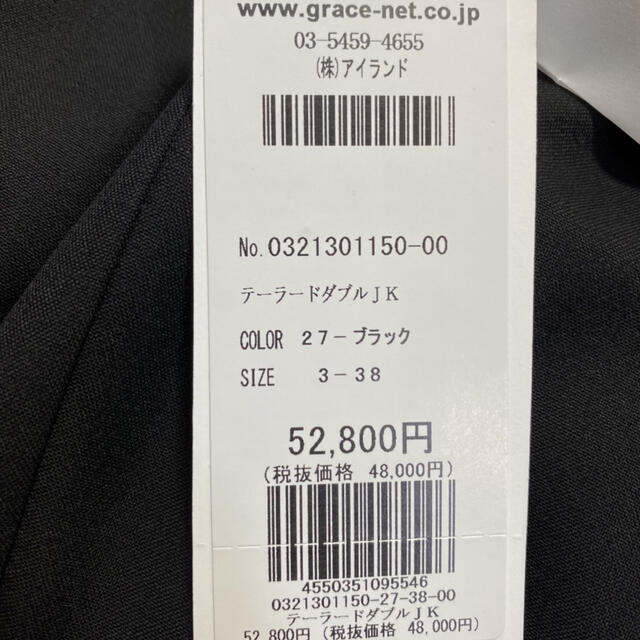 www.grace-net.co.jp
03-5459-4655
(株)アイランド
No.0321301150-00
テーラードダブルJK
COLOR 27-ブラック
SIZE 3-38
52,800円
(税抜価格 48,000円)
4550351095546
0321301150-27-38-00
テーラードダブルJK
52,800円(税抜価格 48,000円)